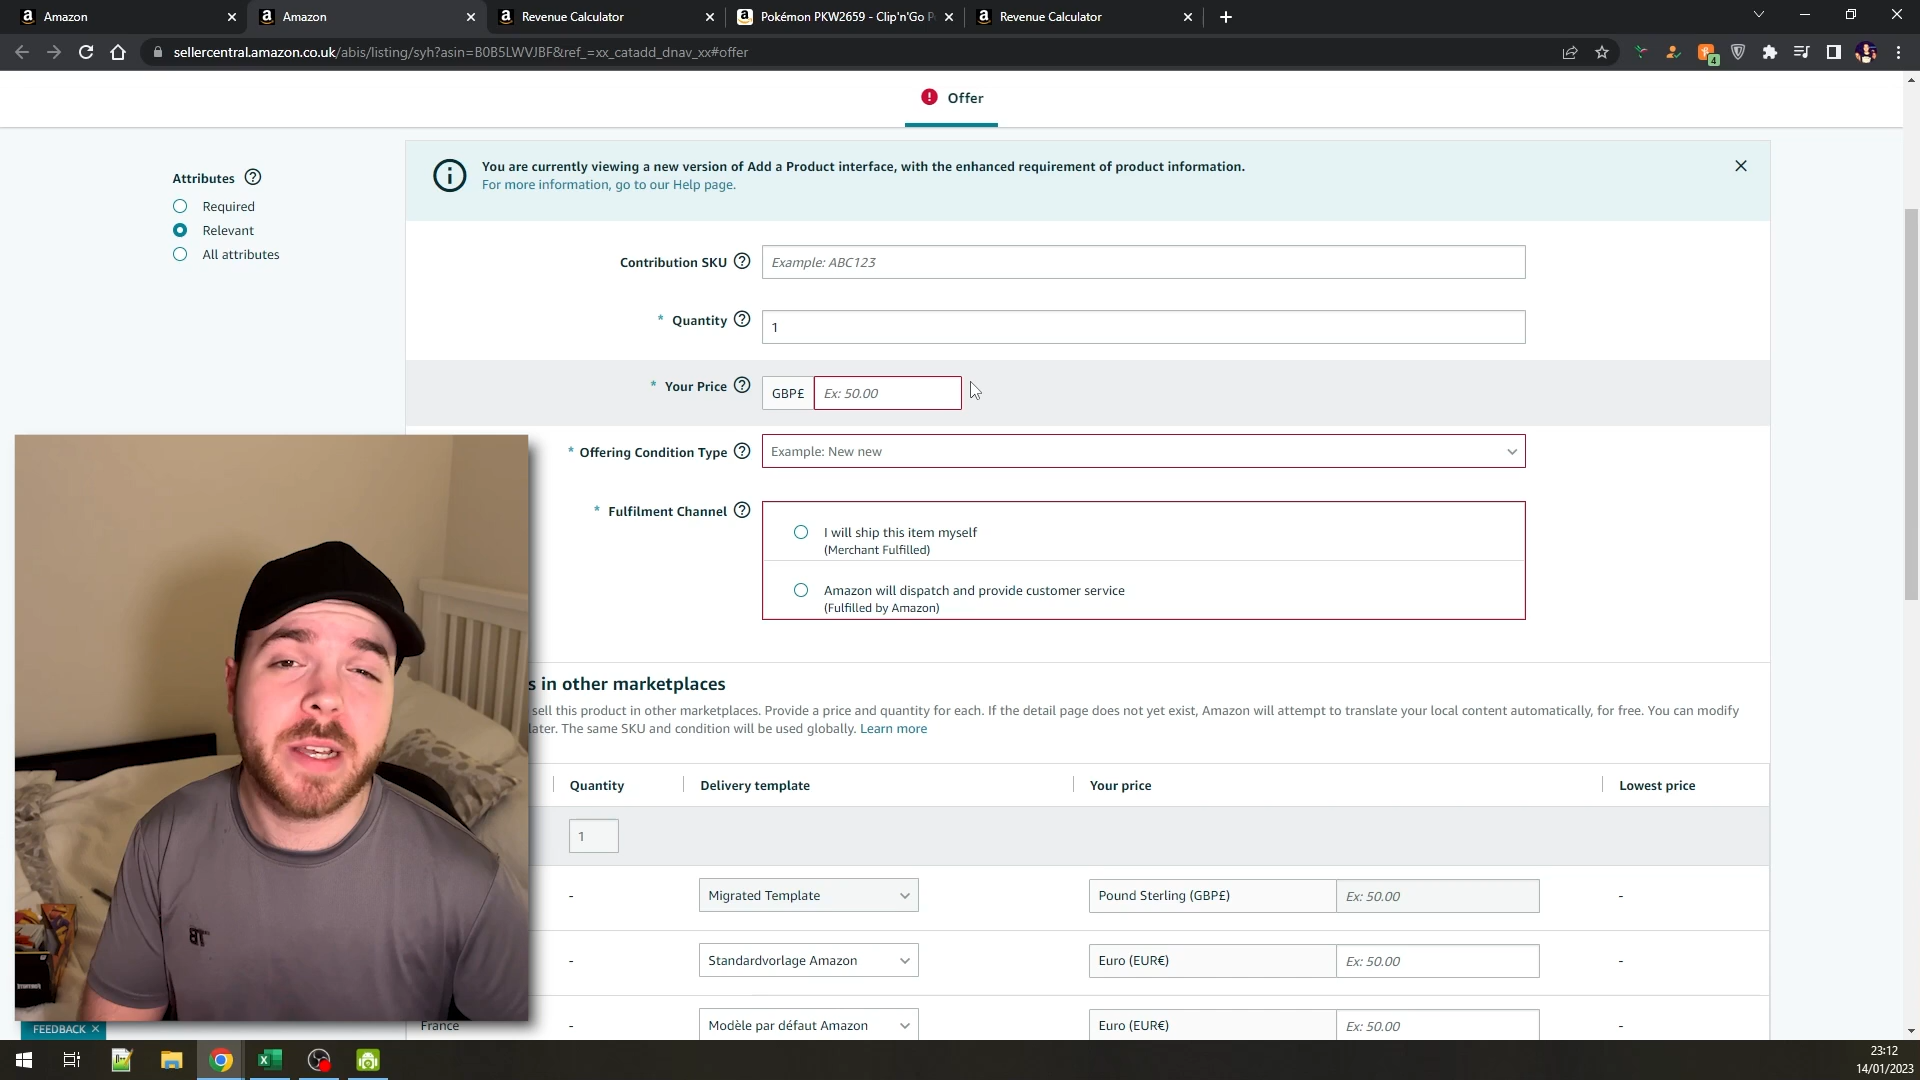 Amazon
Amazon
Revenue Calculator
Pokémon PKW2659 - Clip'n'Go P
Revenue Calculator
sellercentral.amazon.co.uk/abis/listing/syh?asin=B0B5LWVJBF&ref_=xx_catadd_dnav_xx#offer
4
Offer
Attributes
Required
Relevant
All attributes
You are currently viewing a new version of Add a Product interface, with the enhanced requirement of product information.
For more information, go to our Help page.
Contribution SKU
Example: ABC123
* Quantity
1
* Your Price
GBP£
Ex: 50.00
* Offering Condition Type
Example: New new
* Fulfilment Channel
I will ship this item myself
(Merchant Fulfilled)
Amazon will dispatch and provide customer service
(Fulfilled by Amazon)
s in other marketplaces
sell this product in other marketplaces. Provide a price and quantity for each. If the detail page does not yet exist, Amazon will attempt to translate your local content automatically, for free. You can modify
later. The same SKU and condition will be used globally. Learn more
Quantity
Delivery template
Your price
Lowest price
1
-
Migrated Template
Pound Sterling (GBP£)
Ex: 50.00
-
-
Standardvorlage Amazon
Euro (EUR€)
Ex: 50.00
-
France
-
Modèle par défaut Amazon
Euro (EUR€)
Ex: 50.00
-
FEEDBACK
23:12
14/01/2023